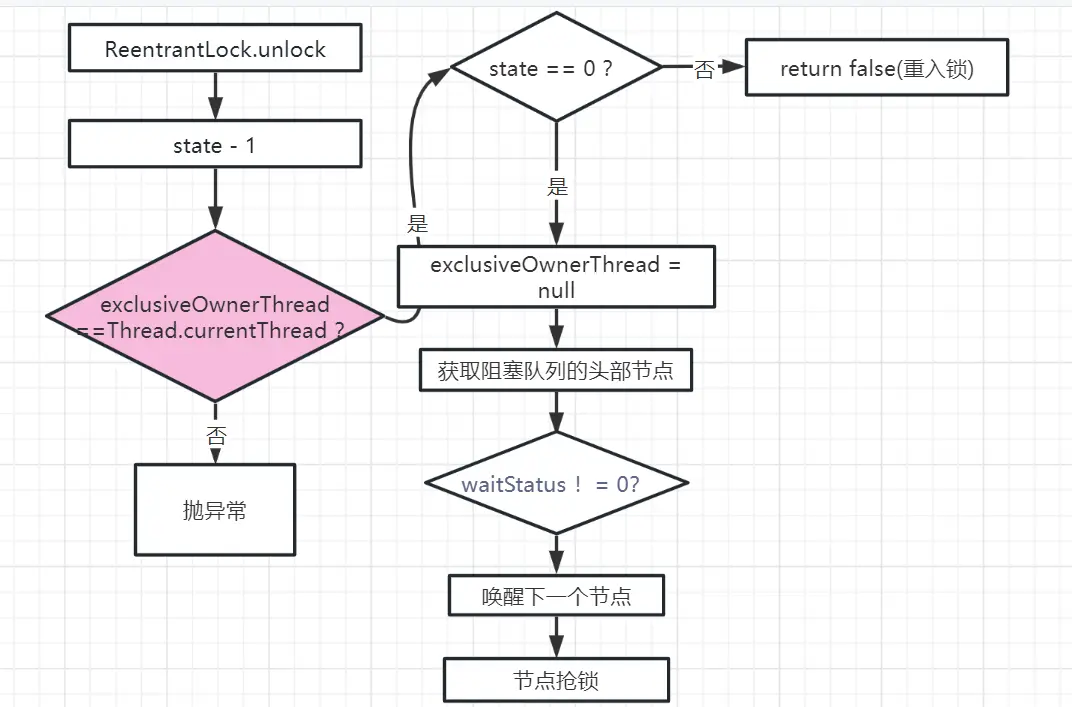 ReentrantLock.unlock
state - 1
exclusiveOwnerThread
==Thread.currentThread ?
否
抛异常
是
state == 0 ?
否
return false(重入锁)
是
exclusiveOwnerThread =
null
获取阻塞队列的头部节点
waitStatus ！ = 0?
唤醒下一个节点
节点抢锁